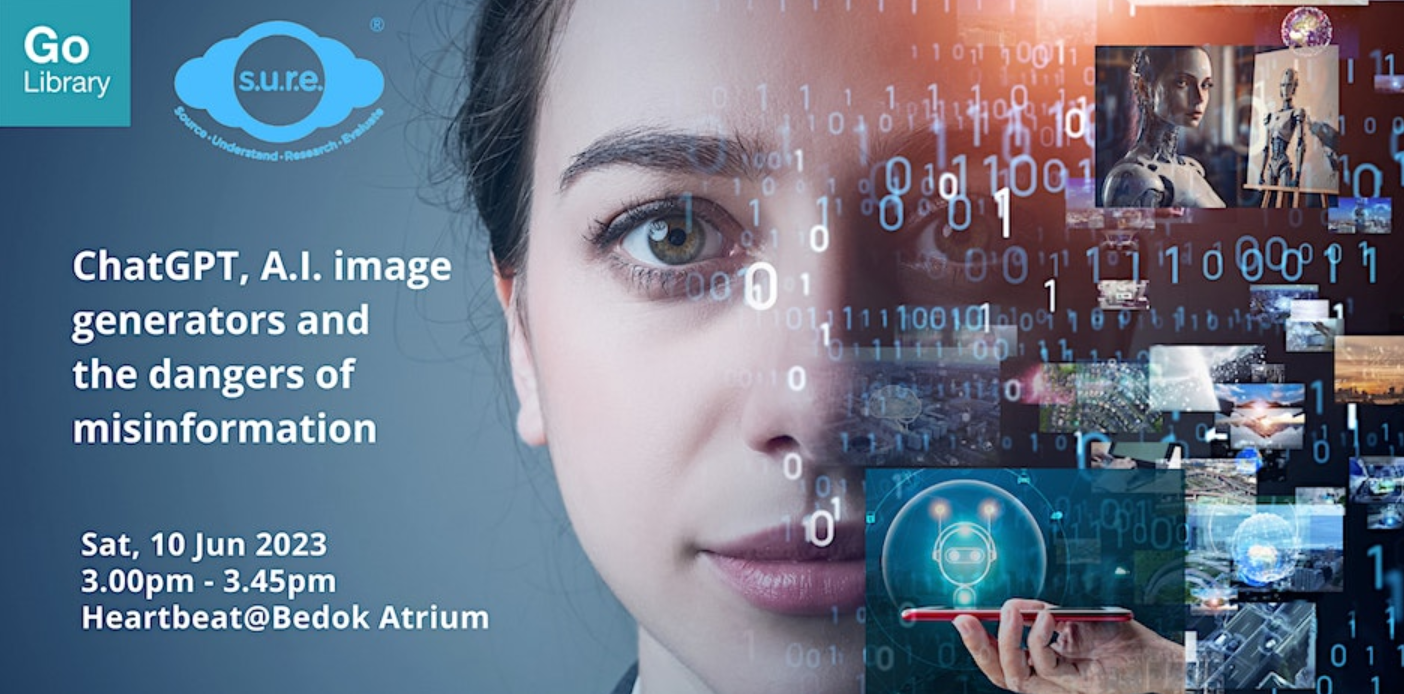 Go
Library
®
s.u.r.e.
Source•Understand•Research•Evaluate
ChatGPT, A.I. image
generators and
the dangers of
misinformation
Sat, 10 Jun 2023
3.00pm - 3.45pm
Heartbeat@Bedok Atrium